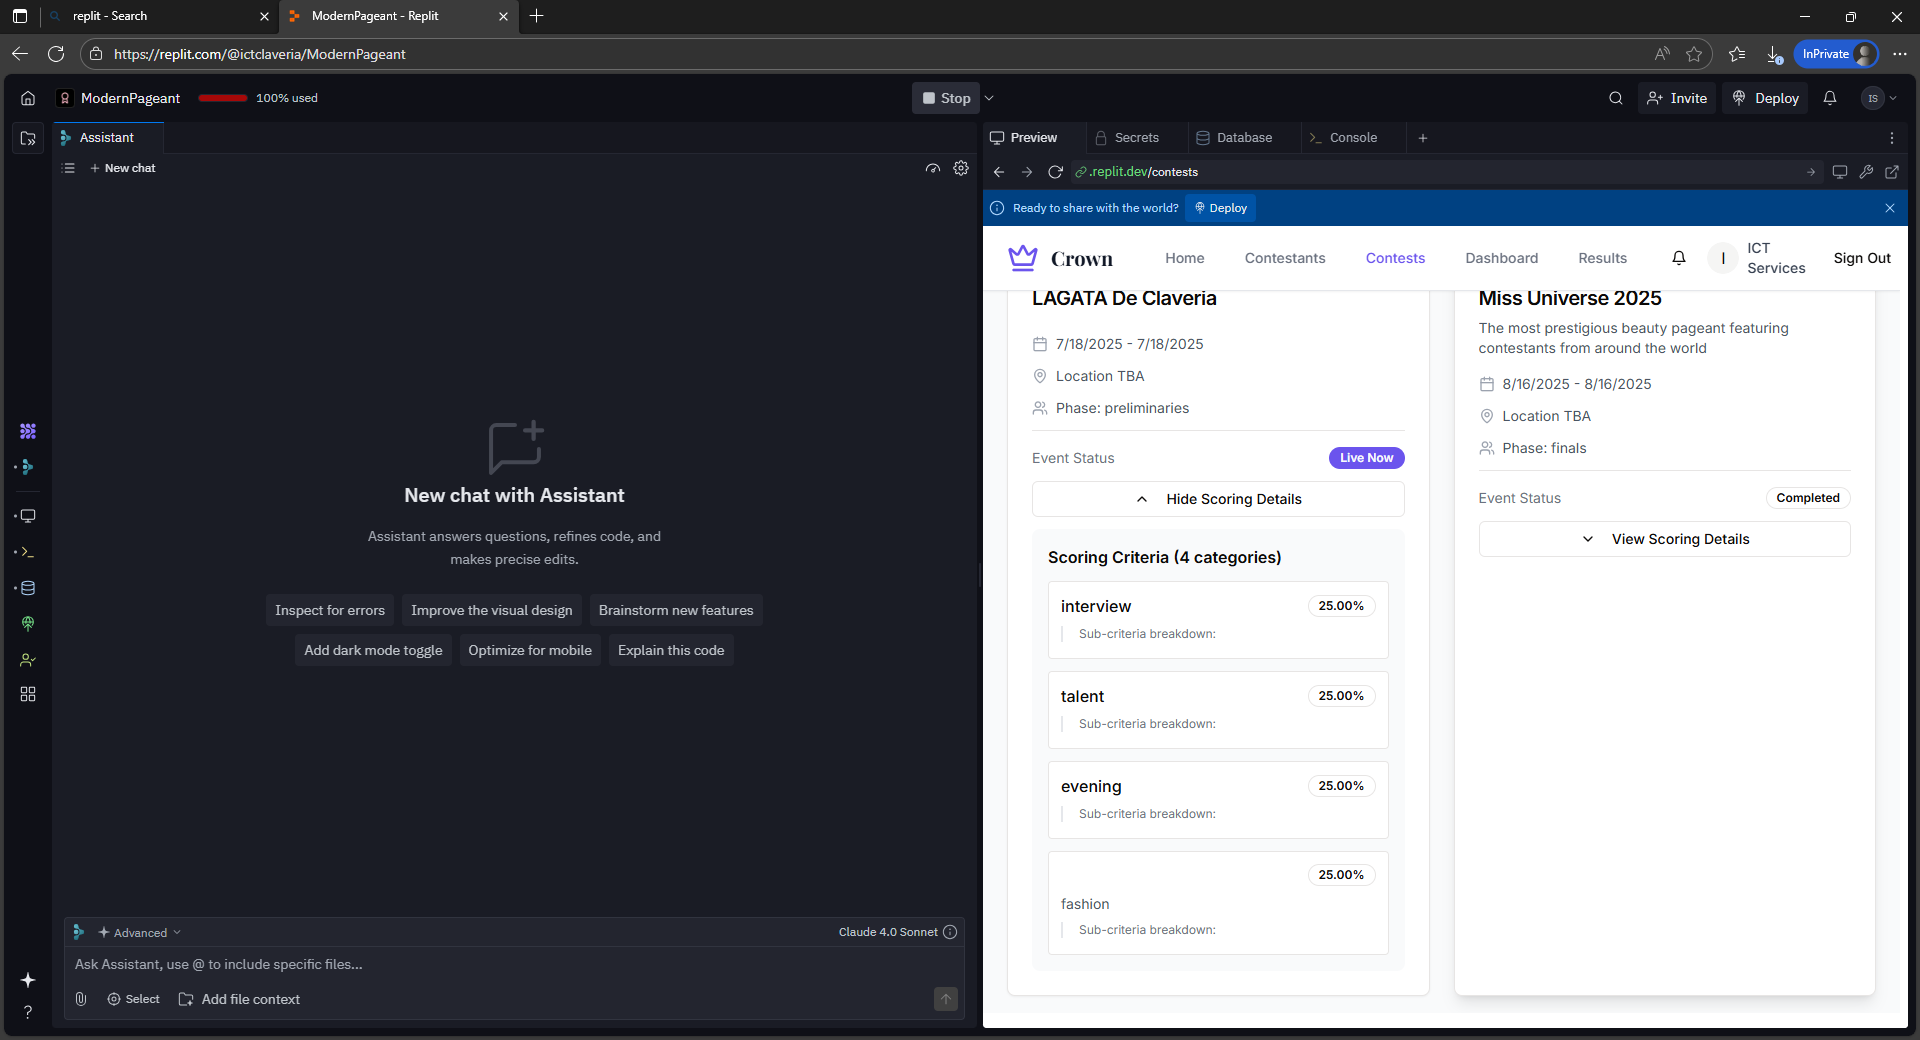 replit - Search
ModernPageant - Replit
https://replit.com/@ictclaveria/ModernPageant
InPrivate
ModernPageant
100% used
Stop
Invite
Deploy
IS
Assistant
New chat
New chat with Assistant
Assistant answers questions, refines code, and
makes precise edits.
Inspect for errors
Improve the visual design
Brainstorm new features
Add dark mode toggle
Optimize for mobile
Explain this code
Advanced
Claude 4.0 Sonnet
Ask Assistant, use @ to include specific files...
Select
Add file context
Preview
Secrets
Database
Console
.replit.dev/contests
Ready to share with the world?
Deploy
Crown
Home
Contestants
Contests
Dashboard
Results
I
ICT
Services
Sign Out
LAGATA De Claveria
7/18/2025 - 7/18/2025
Location TBA
Phase: preliminaries
Event Status
Live Now
Hide Scoring Details
Scoring Criteria (4 categories)
interview
25.00%
Sub-criteria breakdown:
talent
25.00%
Sub-criteria breakdown:
evening
25.00%
Sub-criteria breakdown:
25.00%
fashion
Sub-criteria breakdown:
Miss Universe 2025
The most prestigious beauty pageant featuring
contestants from around the world
8/16/2025 - 8/16/2025
Location TBA
Phase: finals
Event Status
Completed
View Scoring Details